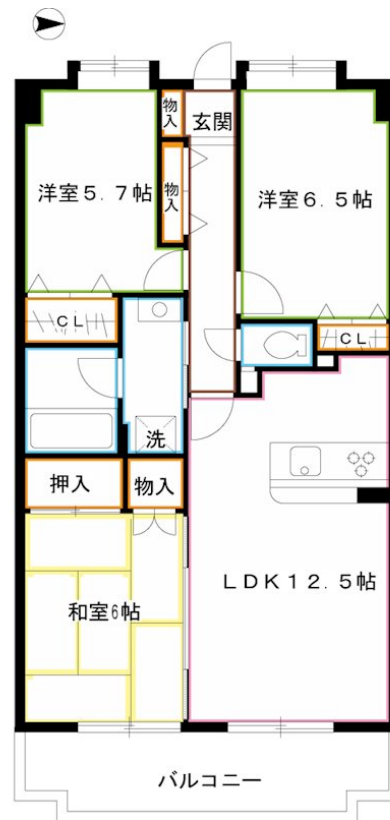 物入
玄関
洋室5.7帖
物入
洋室6.5帖
CL
CL
洗
押入
物入
和室6帖
LDK12.5帖
バルコニー